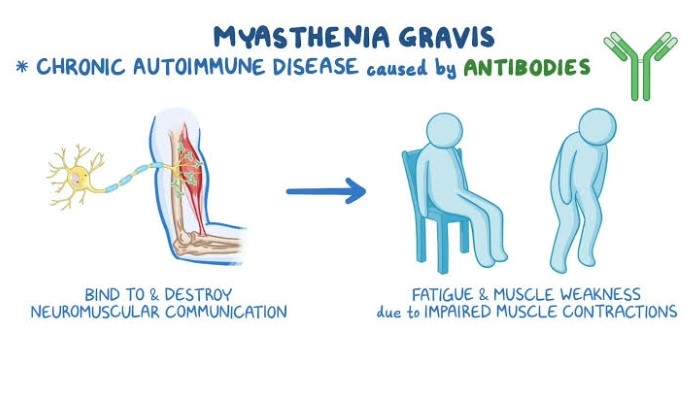 MYASTHENIA GRAVIS
* CHRONIC AUTOIMMUNE DISEASE caused by ANTIBODIES
BIND TO & DESTROY
NEUROMUSCULAR COMMUNICATION
FATIGUE & MUSCLE WEAKNESS
due to IMPAIRED MUSCLE CONTRACTIONS